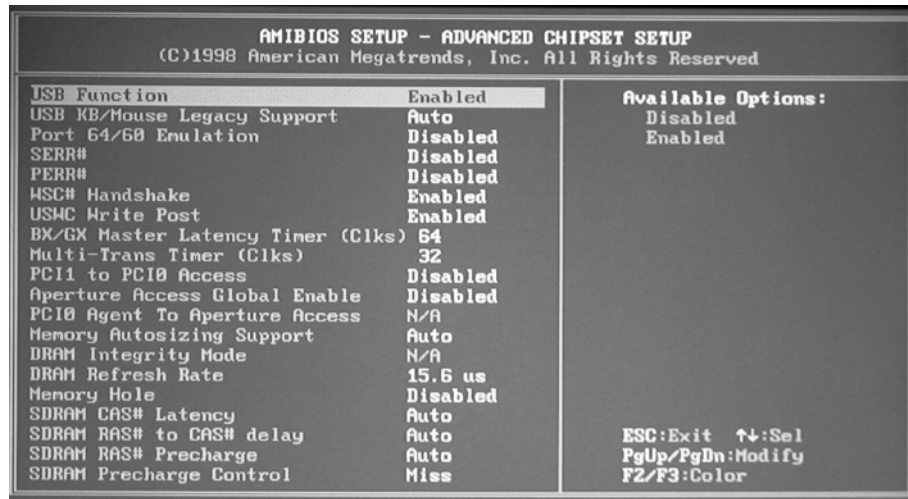 AMIBIOS SETUP - ADVANCED CHIPSET SETUP
(C)1998 American Megatrends, Inc. All Rights Reserved
USB Function Enabled
USB KB/Mouse Legacy Support Auto
Port 64/60 Emulation Disabled
SERR# Disabled
PERR# Disabled
WSC# Handshake Enabled
USWC Write Post Enabled
BX/GX Master Latency Timer (Clks) 64
Multi-Trans Timer (Clks) 32
PCI1 to PCI0 Access Disabled
Aperture Access Global Enable Disabled
PCI0 Agent To Aperture Access N/A
Memory Autosizing Support Auto
DRAM Integrity Mode N/A
DRAM Refresh Rate 15.6 us
Memory Hole Disabled
SDRAM CAS# Latency Auto
SDRAM RAS# to CAS# delay Auto
SDRAM RAS# Precharge Auto
SDRAM Precharge Control Miss
Available Options:
Disabled
Enabled
ESC:Exit ↑↓:Sel
PgUp/PgDn:Modify
F2/F3:Color